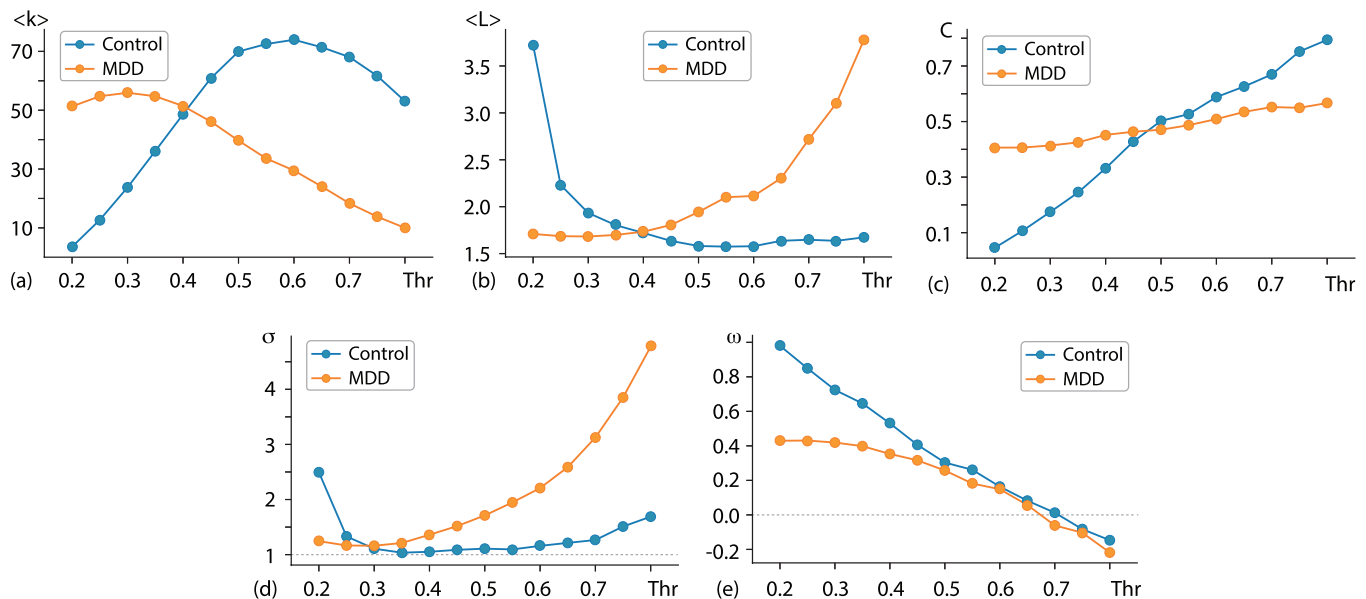 <k>
Control
MDD
70
50
30
10
0.2 0.3 0.4 0.5 0.6 0.7 Thr
(a)
<L>
Control
MDD
3.5
3.0
2.5
2.0
1.5
0.2 0.3 0.4 0.5 0.6 0.7 Thr
(b)
C
Control
MDD
0.7
0.5
0.3
0.1
0.2 0.3 0.4 0.5 0.6 0.7 Thr
(c)
σ
Control
MDD
4
3
2
1
0.2 0.3 0.4 0.5 0.6 0.7 Thr
(d)
ω
Control
MDD
0.8
0.6
0.4
0.2
0.0
-0.2
0.2 0.3 0.4 0.5 0.6 0.7 Thr
(e)